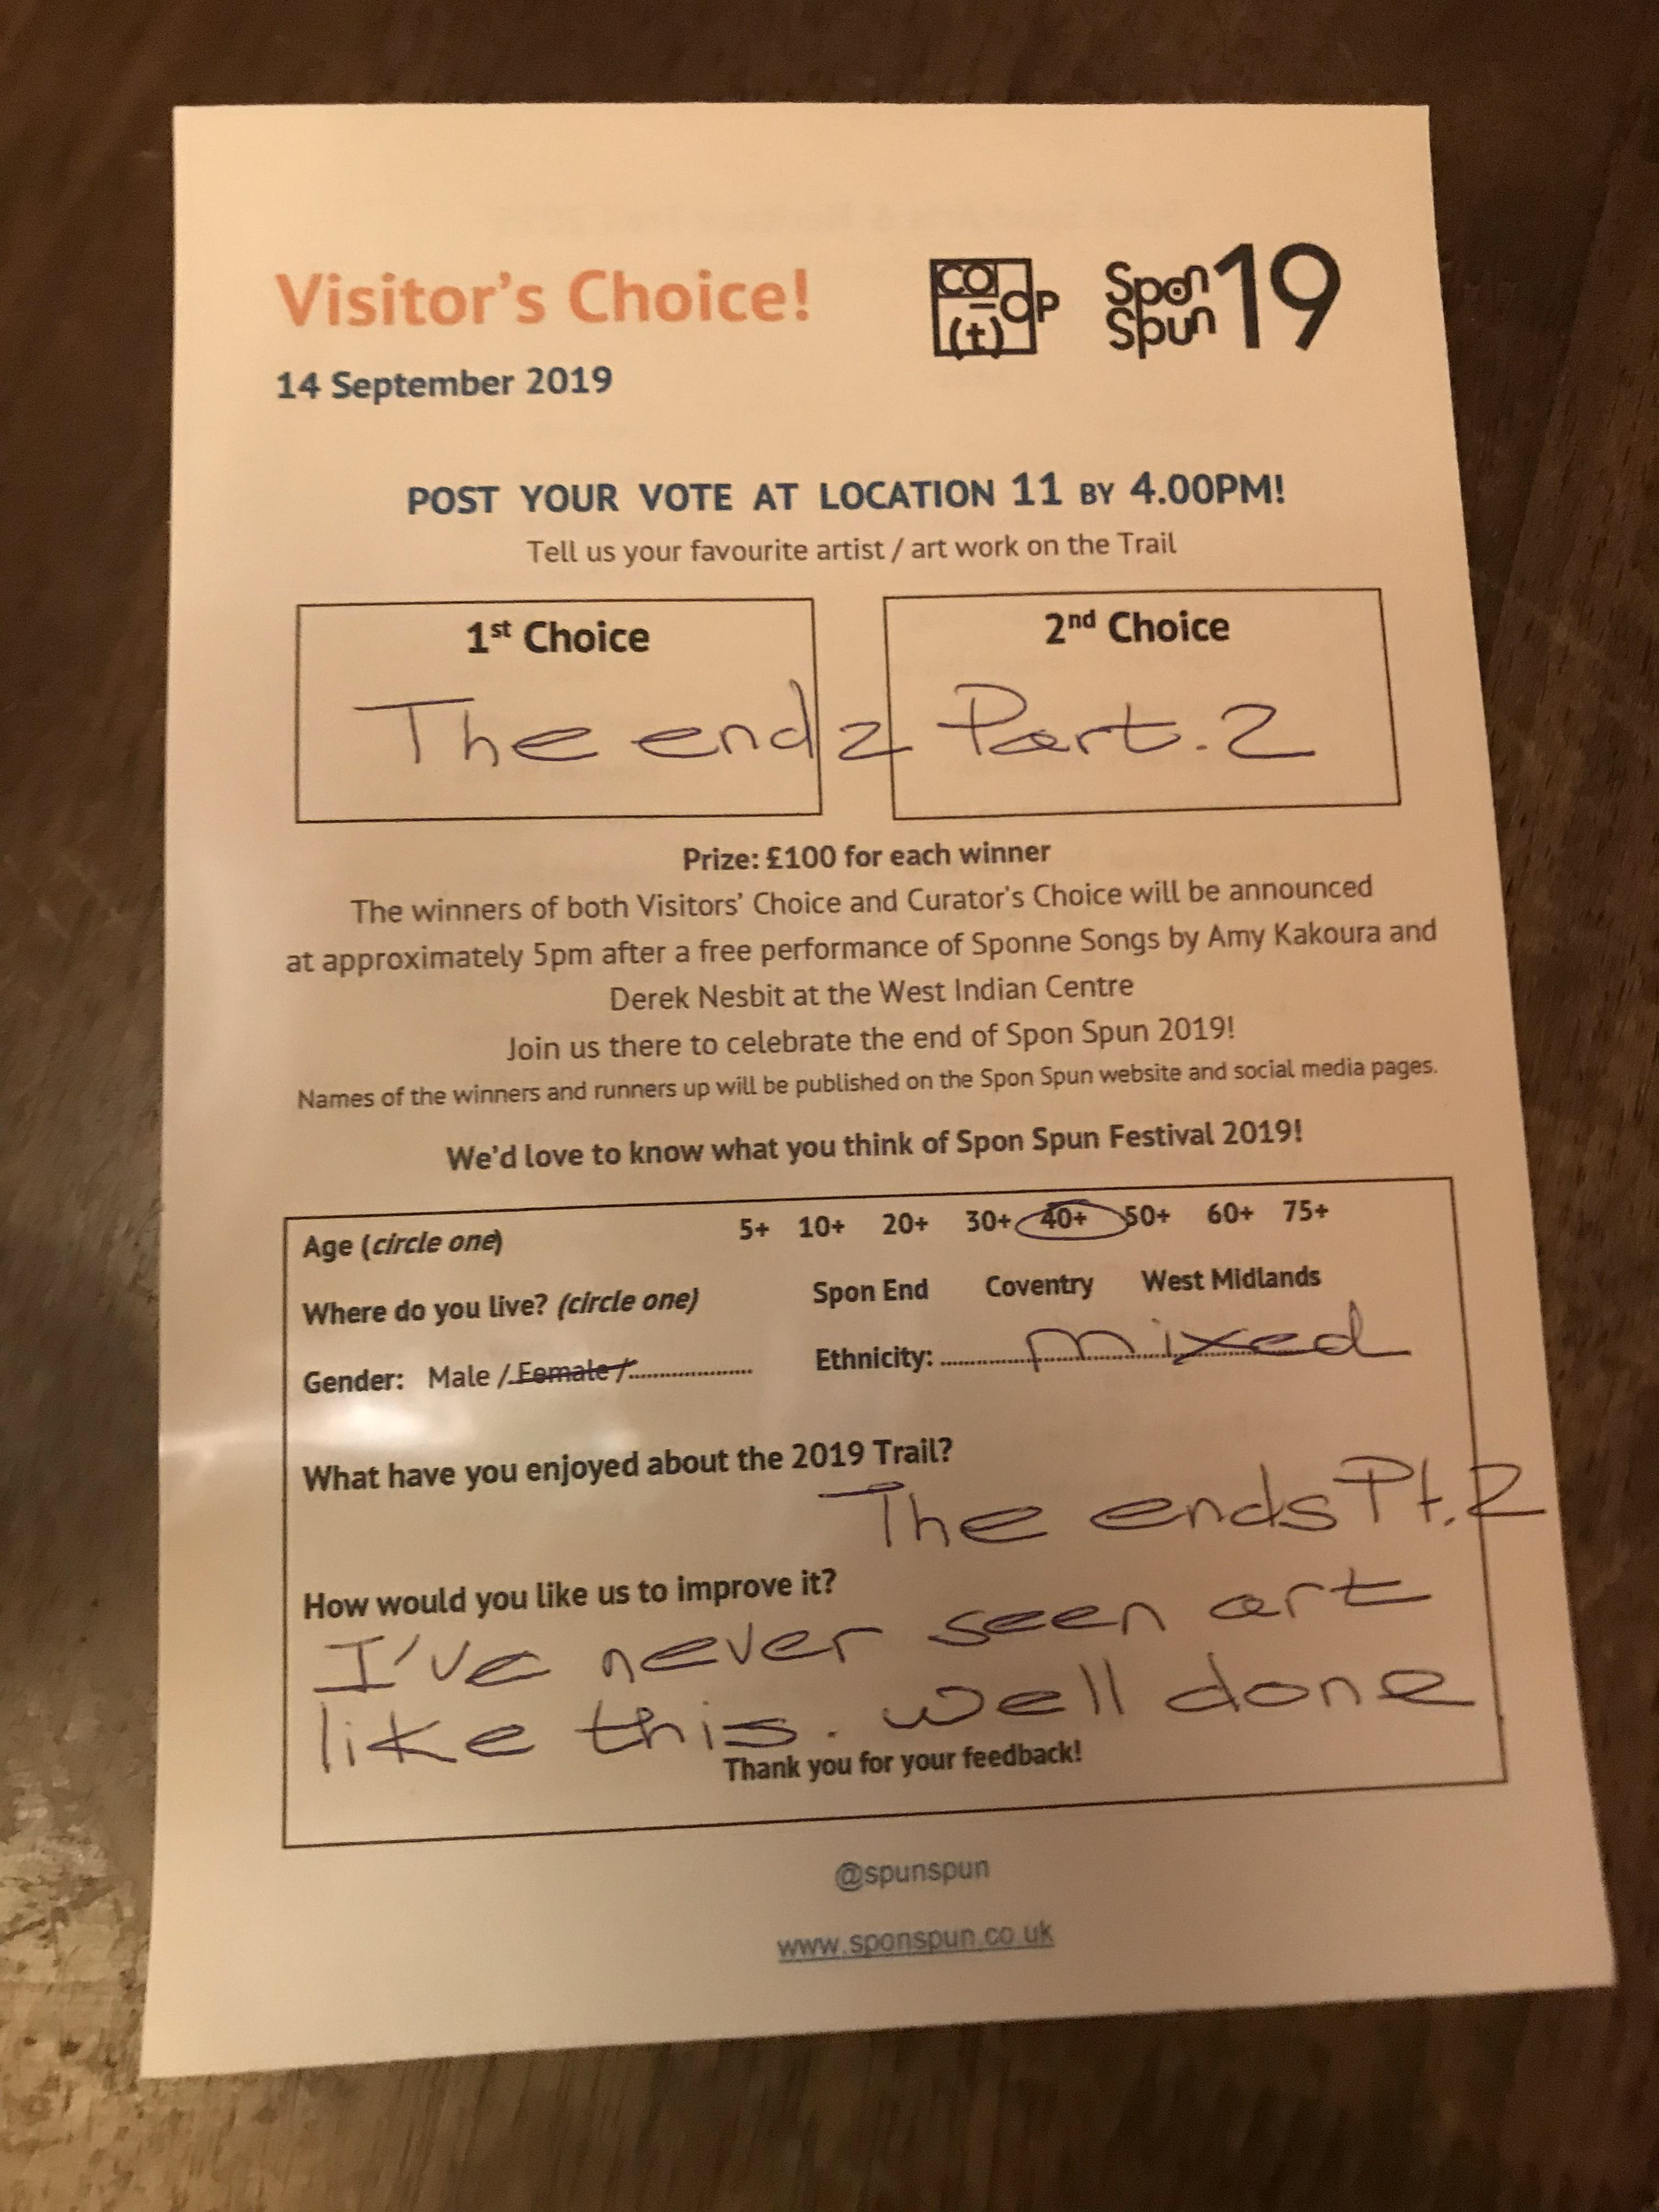 Visitor's Choice!
CO-OP
(t)
Spon
Spun 19
14 September 2019
POST YOUR VOTE AT LOCATION 11 BY 4.00PM!
Tell us your favourite artist / art work on the Trail
1st Choice
2nd Choice
The endz Part. 2
Prize: £100 for each winner
The winners of both Visitors' Choice and Curator's Choice will be announced
at approximately 5pm after a free performance of Sponne Songs by Amy Kakoura and
Derek Nesbit at the West Indian Centre
Join us there to celebrate the end of Spon Spun 2019!
Names of the winners and runners up will be published on the Spon Spun website and social media pages.
We'd love to know what you think of Spon Spun Festival 2019!
Age (circle one) 5+ 10+ 20+ 30+ 40+ 50+ 60+ 75+
Where do you live? (circle one) Spon End Coventry West Midlands
Gender: Male / Female /.................... Ethnicity: mixed
What have you enjoyed about the 2019 Trail?
The ends Pt. 2
How would you like us to improve it?
I've never seen art
like this. well done
Thank you for your feedback!
@spunspun
www.sponspun.co.uk